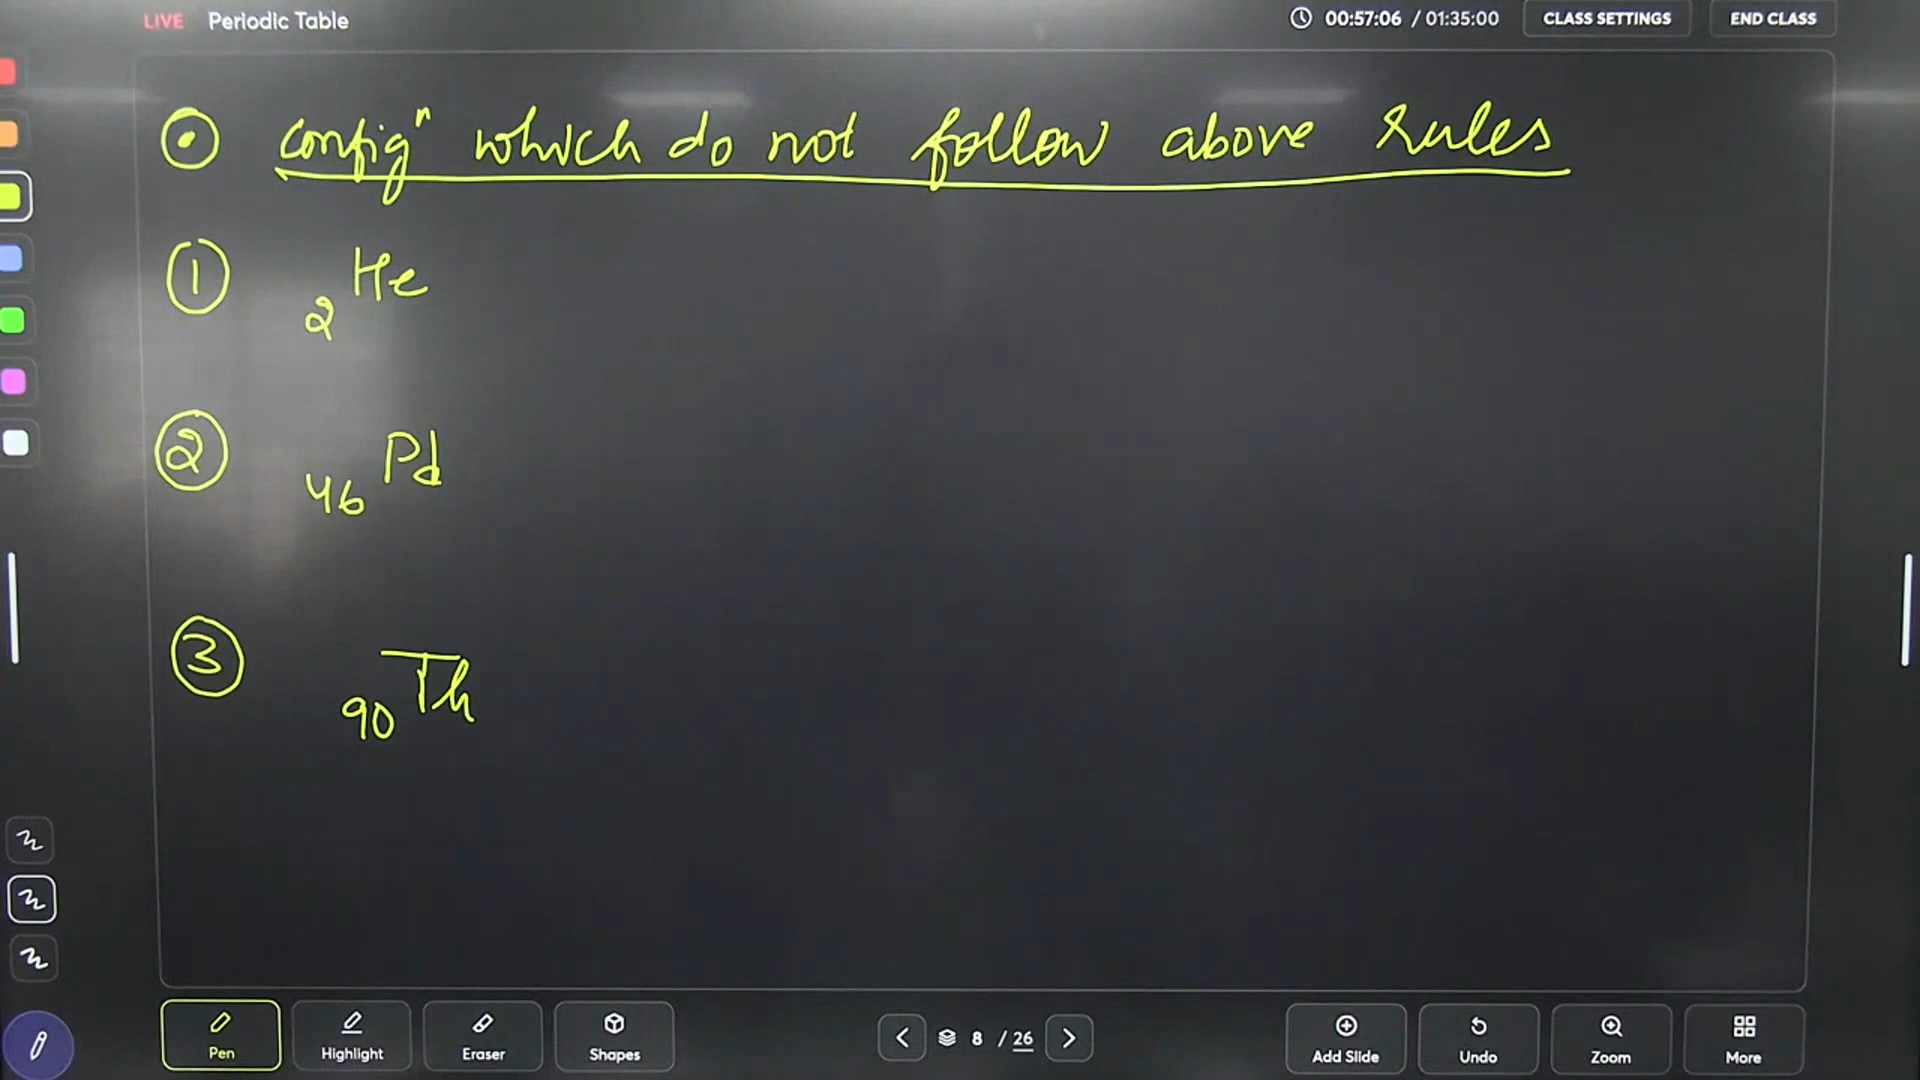 LIVE Periodic Table 00:57:06 / 01:35:00 CLASS SETTINGS END CLASS
configⁿ which do not follow above rules
① ₂He
② ₄₆Pd
③ ₉₀Th
Pen Highlight Eraser Shapes 8 / 26 Add Slide Undo Zoom More